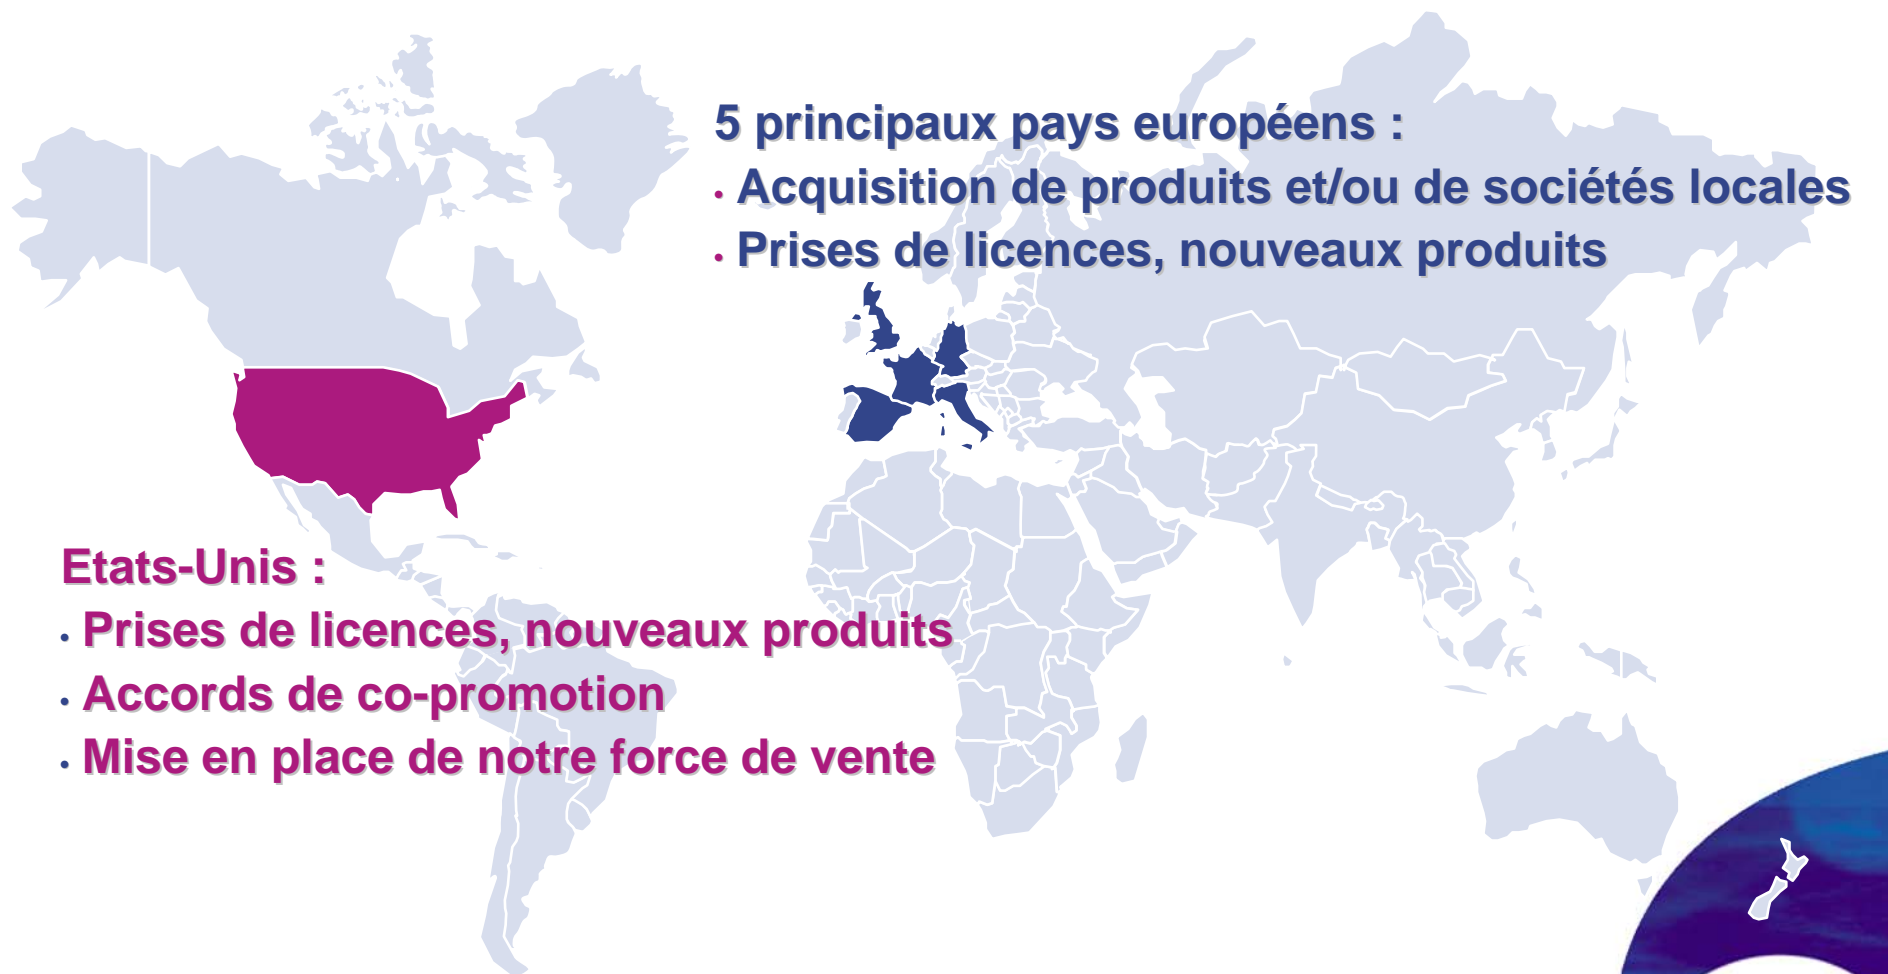 5 principaux pays européens :
• Acquisition de produits et/ou de sociétés locales
• Prises de licences, nouveaux produits
Etats-Unis :
• Prises de licences, nouveaux produits
• Accords de co-promotion
• Mise en place de notre force de vente